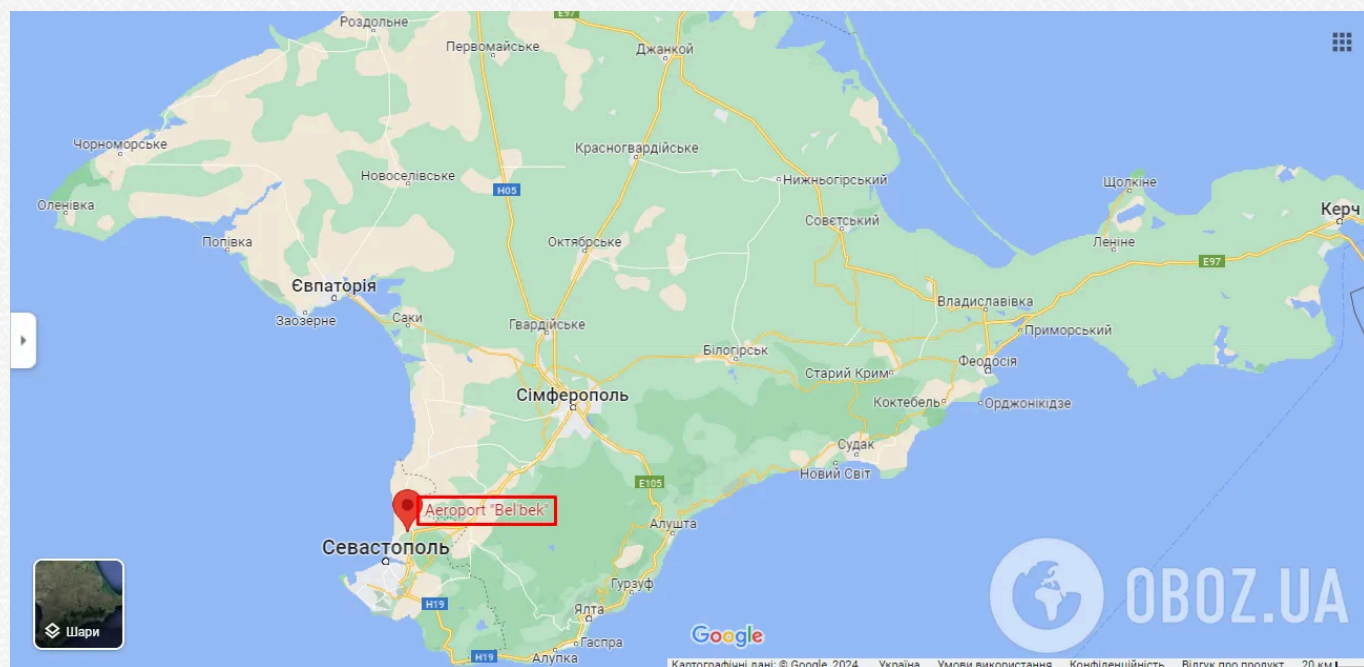 E97
Роздольне
Первомайське
Джанкой
Чорноморське
Красногвардійське
Новоселівське
H05
Нижньогірський
Щолкіне
Оленівка
Совєтський
Керч
Попівка
Октябрське
Леніне
E97
Євпаторія
Владиславівка
Заозерне
Саки
Гвардійське
Приморський
Білогірськ
Феодосія
Старий Крим
Сімферополь
Коктебель
Орджонікідзе
Судак
Новий Світ
E105
Aeroport "Bel'bek"
Алушта
Севастополь
Гурзуф
H19
Ялта
OBOZ.UA
Шари
Google
Гаспра
H19
Алупка
Картографічні дані: © Google, 2024 Україна Умови використання Конфіденційність Відгук про продукт 20 км